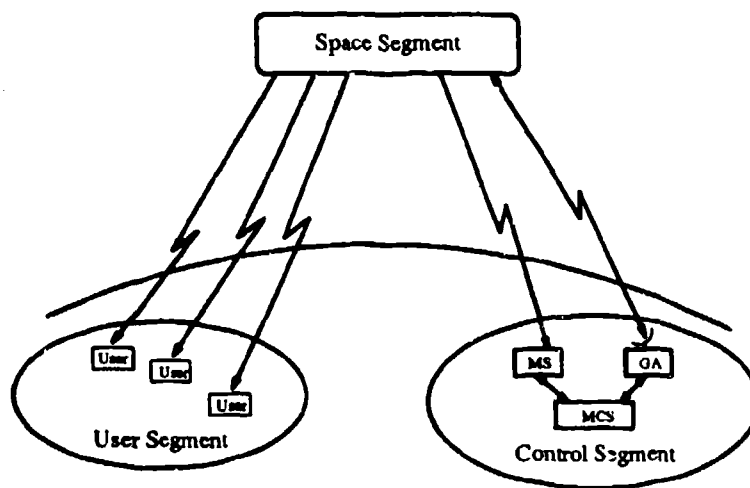 Space Segment
User
User
User
User Segment
MS
GA
MCS
Control Segment